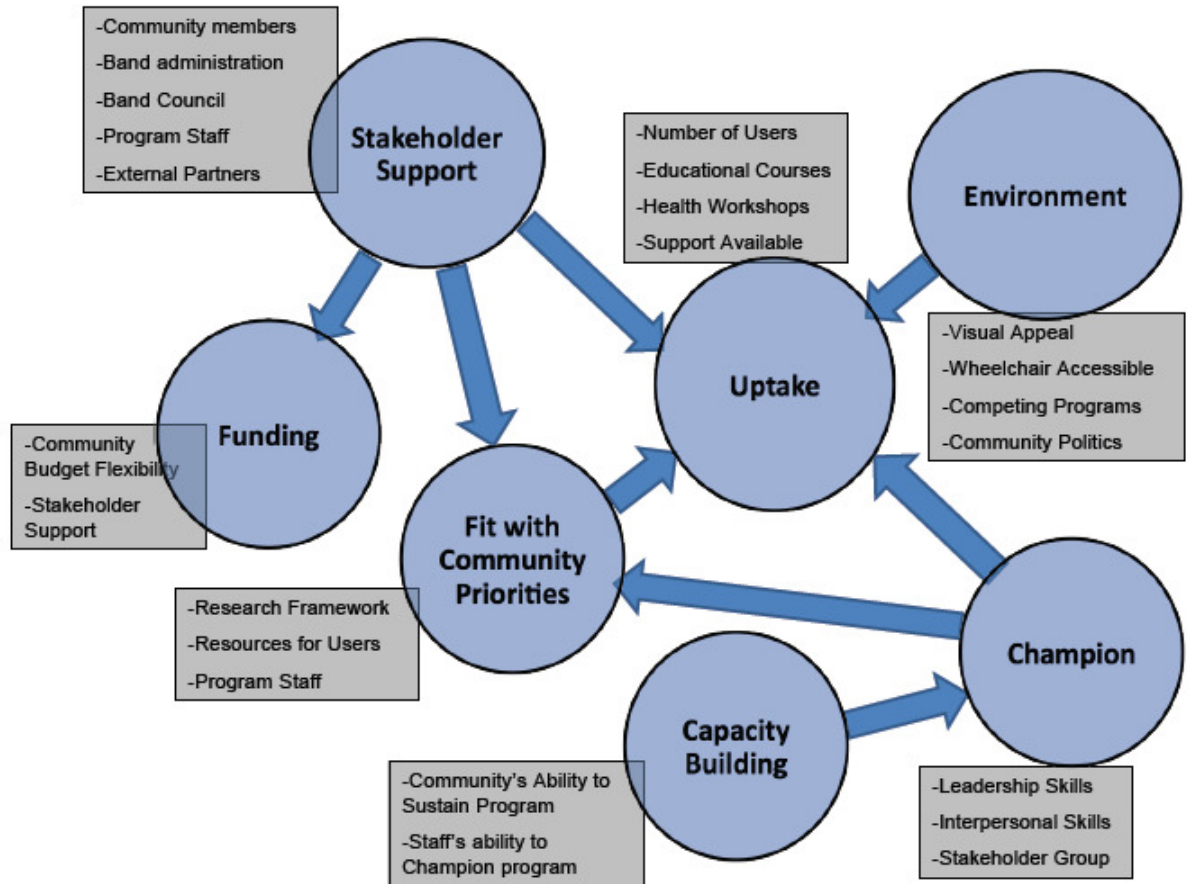 -Community members
-Band administration
-Band Council
-Program Staff
-External Partners
Stakeholder
Support
-Number of Users
-Educational Courses
-Health Workshops
-Support Available
Environment
-Visual Appeal
-Wheelchair Accessible
-Competing Programs
-Community Politics
Uptake
Funding
-Community
Budget Flexibility
-Stakeholder
Support
Fit with
Community
Priorities
-Research Framework
-Resources for Users
-Program Staff
Champion
-Leadership Skills
-Interpersonal Skills
-Stakeholder Group
Capacity
Building
-Community's Ability to
Sustain Program
-Staff's ability to
Champion program